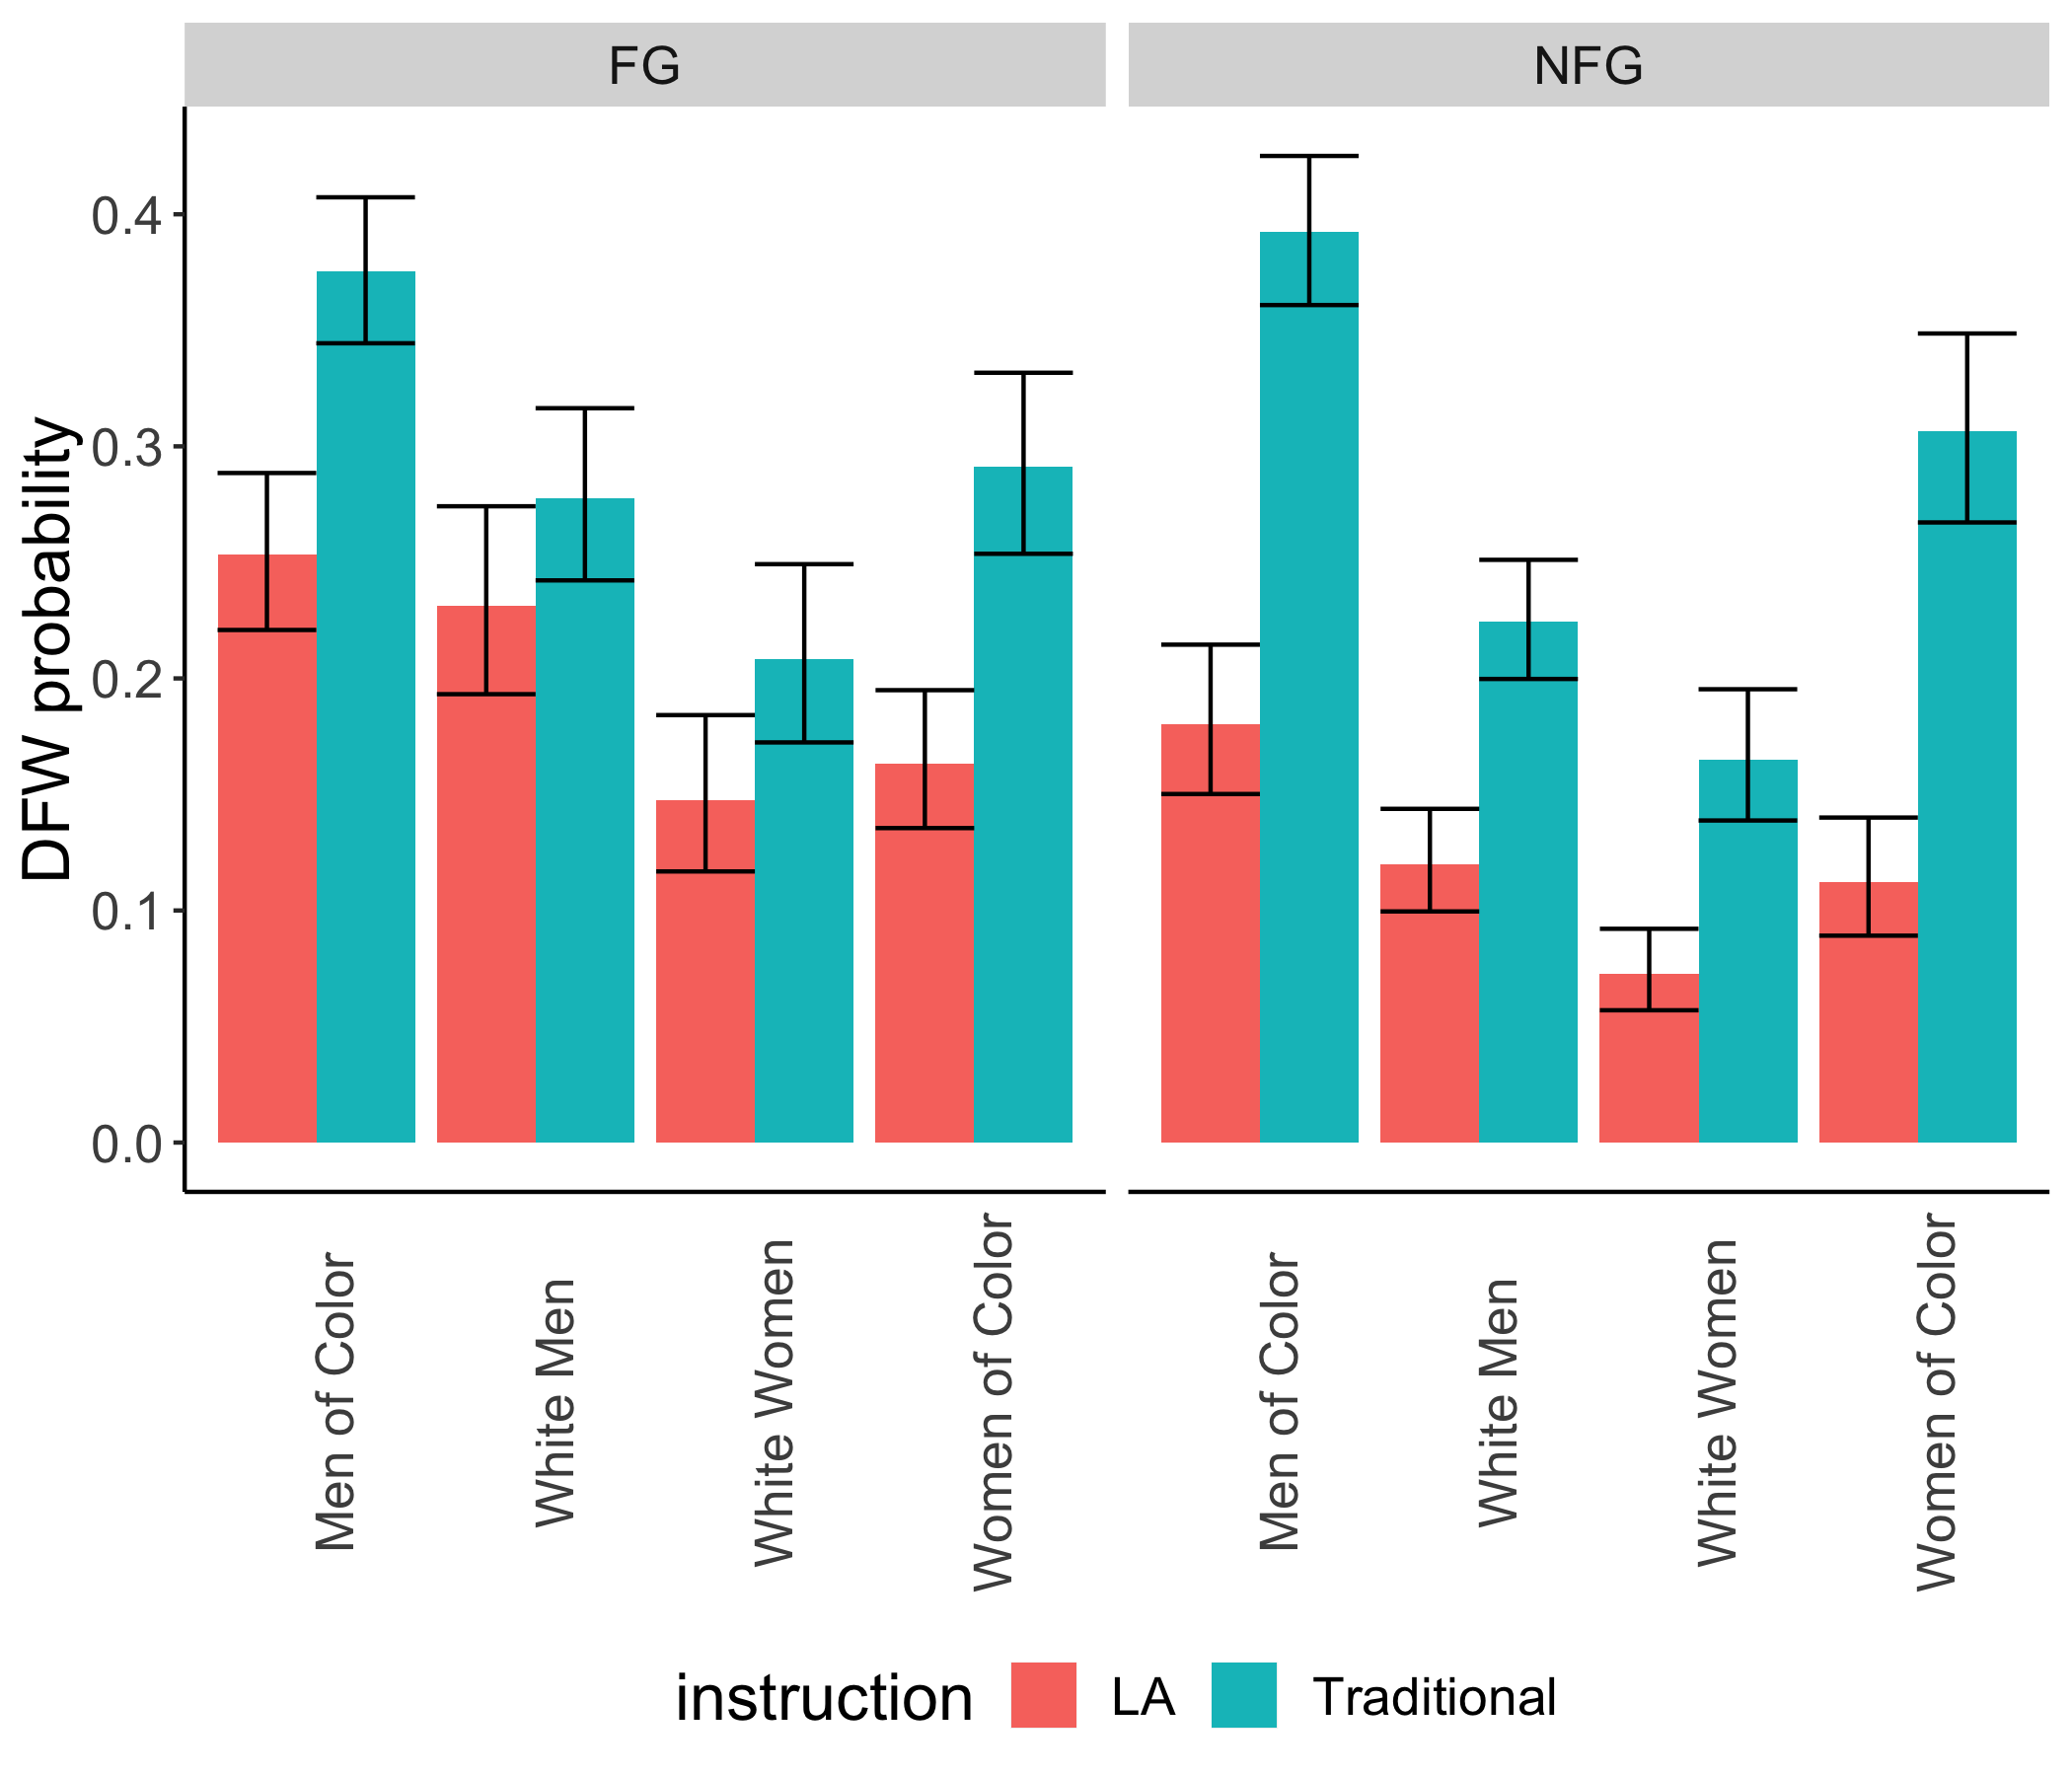 FG
NFG
DFW probability
0.4
0.3
0.2
0.1
0.0
Men of Color
White Men
White Women
Women of Color
Men of Color
White Men
White Women
Women of Color
instruction LA Traditional